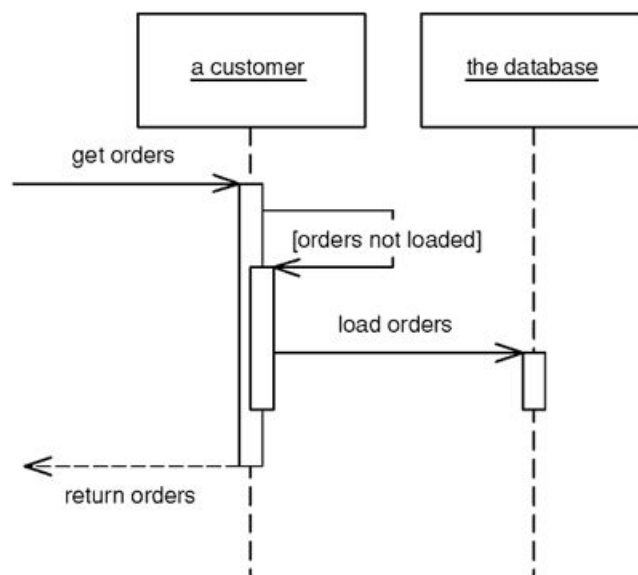 a customer
the database
get orders
[orders not loaded]
load orders
return orders